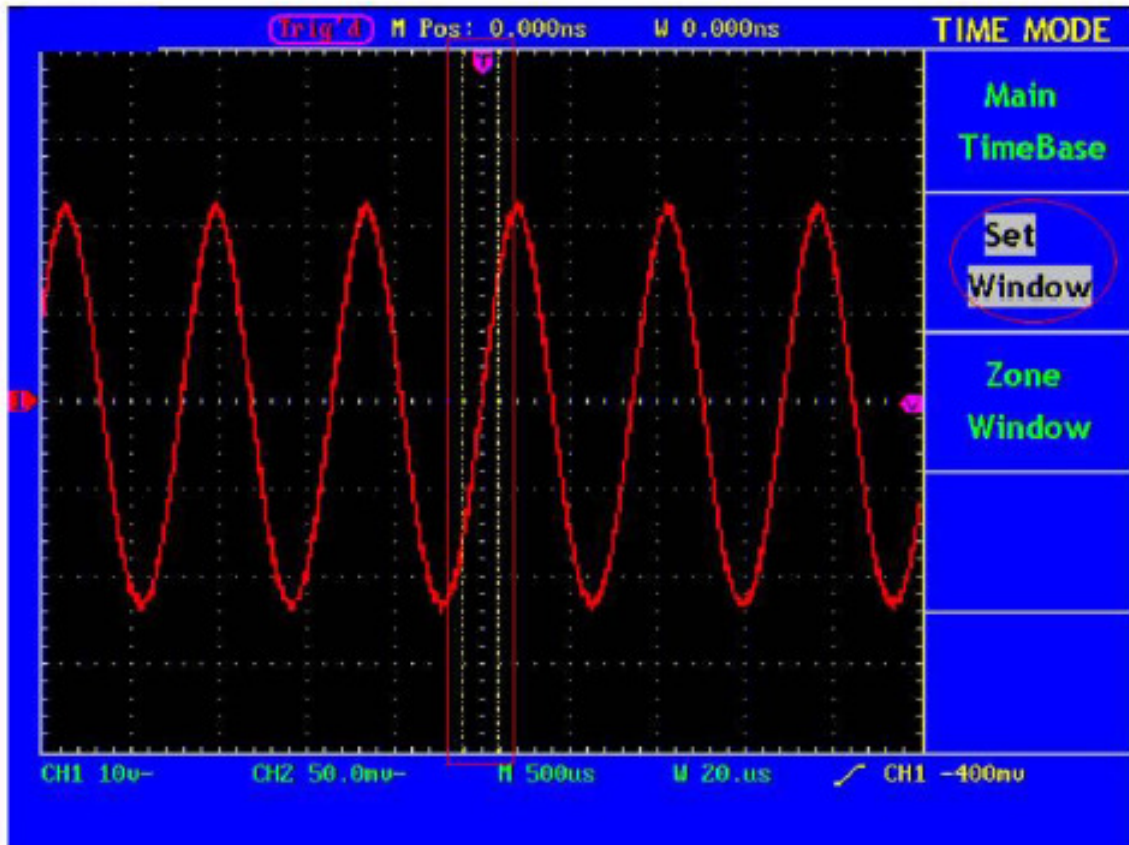 Trig'd M Pos: 0.000ns W 0.000ns TIME MODE
T
Main
TimeBase
Set
Window
1
Zone
Window
CH1 10v- CH2 50.0mv- M 500us W 20.us CH1 -400mv